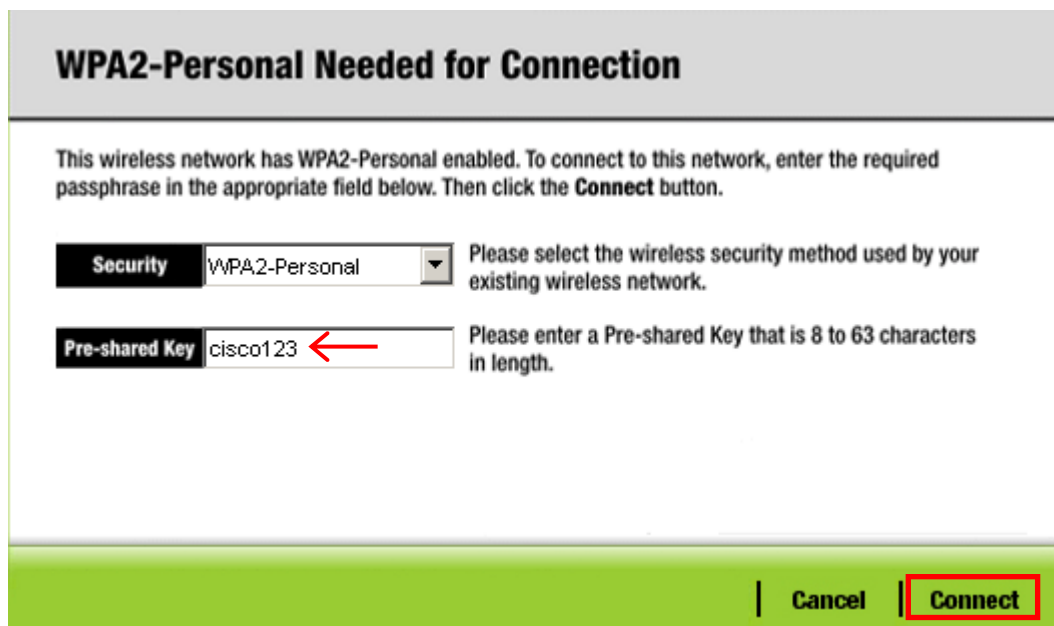 WPA2-Personal Needed for Connection
This wireless network has WPA2-Personal enabled. To connect to this network, enter the required
passphrase in the appropriate field below. Then click the Connect button.
Security WPA2-Personal Please select the wireless security method used by your
existing wireless network.
Pre-shared Key cisco123 Please enter a Pre-shared Key that is 8 to 63 characters
in length.
Cancel Connect